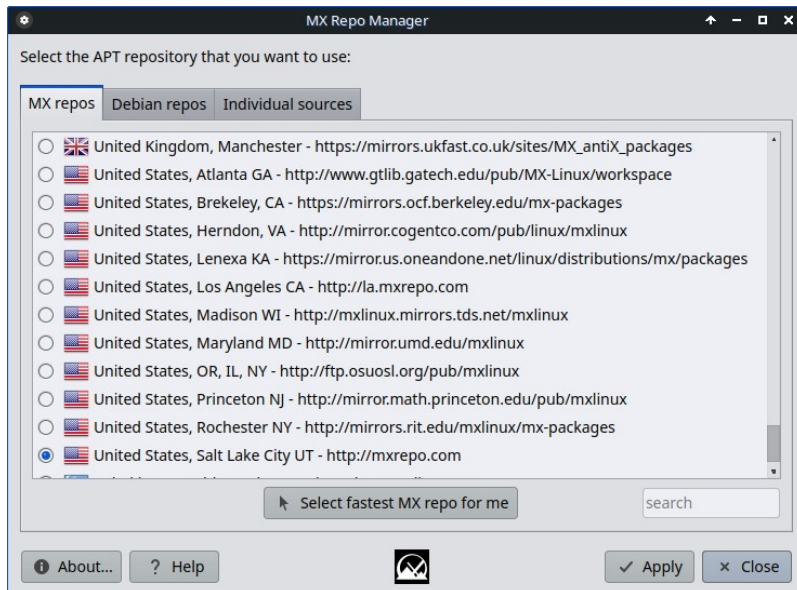 MX Repo Manager
Select the APT repository that you want to use:
MX repos Debian repos Individual sources
United Kingdom, Manchester - https://mirrors.ukfast.co.uk/sites/MX_antiX_packages
United States, Atlanta GA - http://www.gtlib.gatech.edu/pub/MX-Linux/workspace
United States, Brekeley, CA - https://mirrors.ocf.berkeley.edu/mx-packages
United States, Herndon, VA - http://mirror.cogentco.com/pub/linux/mxlinux
United States, Lenexa KA - https://mirror.us.oneandone.net/linux/distributions/mx/packages
United States, Los Angeles CA - http://la.mxrepo.com
United States, Madison WI - http://mxlinux.mirrors.tds.net/mxlinux
United States, Maryland MD - http://mirror.umd.edu/mxlinux
United States, OR, IL, NY - http://ftp.osuosl.org/pub/mxlinux
United States, Princeton NJ - http://mirror.math.princeton.edu/pub/mxlinux
United States, Rochester NY - http://mirrors.rit.edu/mxlinux/mx-packages
United States, Salt Lake City UT - http://mxrepo.com
Select fastest MX repo for me search
About... ? Help Apply Close